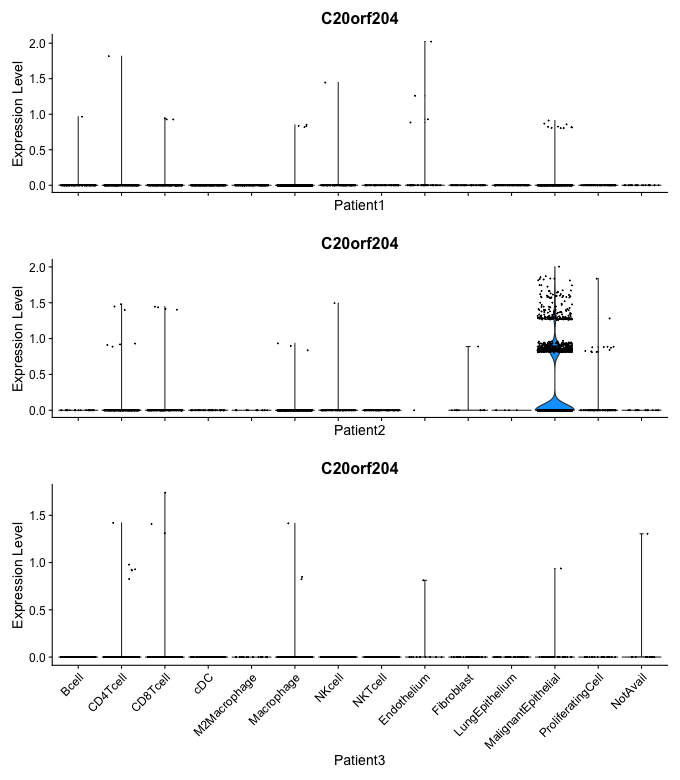 C20orf204
2.0
1.5
1.0
0.5
0.0
Expression Level
Patient1
C20orf204
2.0
1.5
1.0
0.5
0.0
Expression Level
Patient2
C20orf204
1.5
1.0
0.5
0.0
Expression Level
Bcell
CD4Tcell
CD8Tcell
cDC
M2Macrophage
Macrophage
NKcell
NKTcell
Endothelium
Fibroblast
LungEpithelium
MalignantEpithelial
ProliferatingCell
NotAvail
Patient3